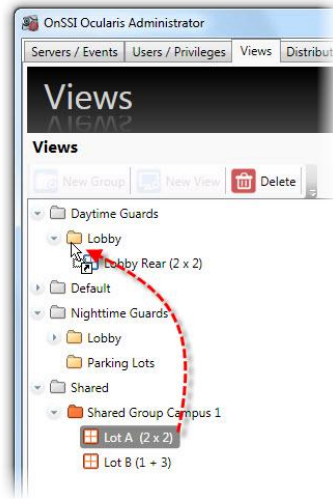 OnSSI Ocularis Administrator
Servers / Events Users / Privileges Views Distribut
Views
Views
New Group New View Delete
Daytime Guards
Lobby
Lobby Rear (2 x 2)
Default
Nighttime Guards
Lobby
Parking Lots
Shared
Shared Group Campus 1
Lot A (2 x 2)
Lot B (1 + 3)